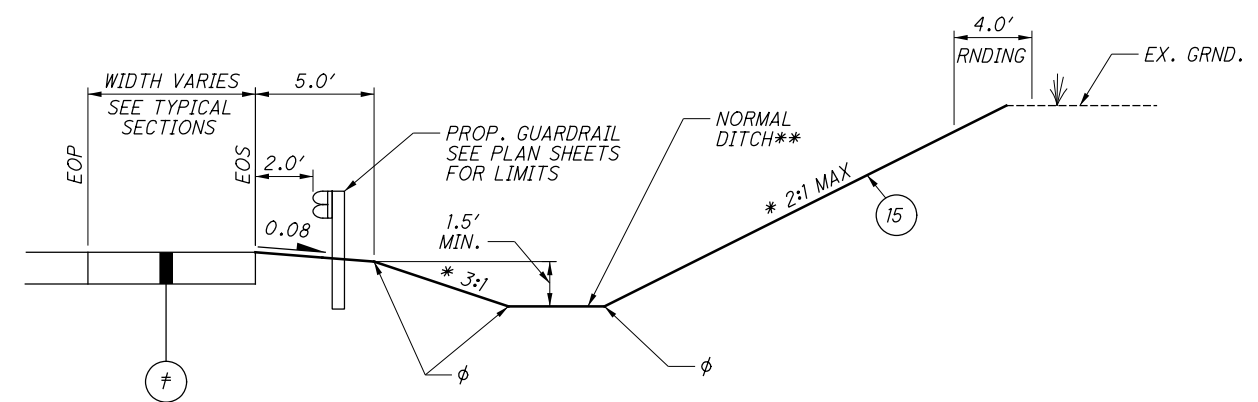 4.0'
RNDING
EX. GRND.
WIDTH VARIES
SEE TYPICAL
SECTIONS
5.0'
EOP
EOS
2.0'
PROP. GUARDRAIL
SEE PLAN SHEETS
FOR LIMITS
NORMAL
DITCH**
0.08
1.5'
MIN.
* 3:1
* 2:1 MAX
15
ϕ
ϕ
≠